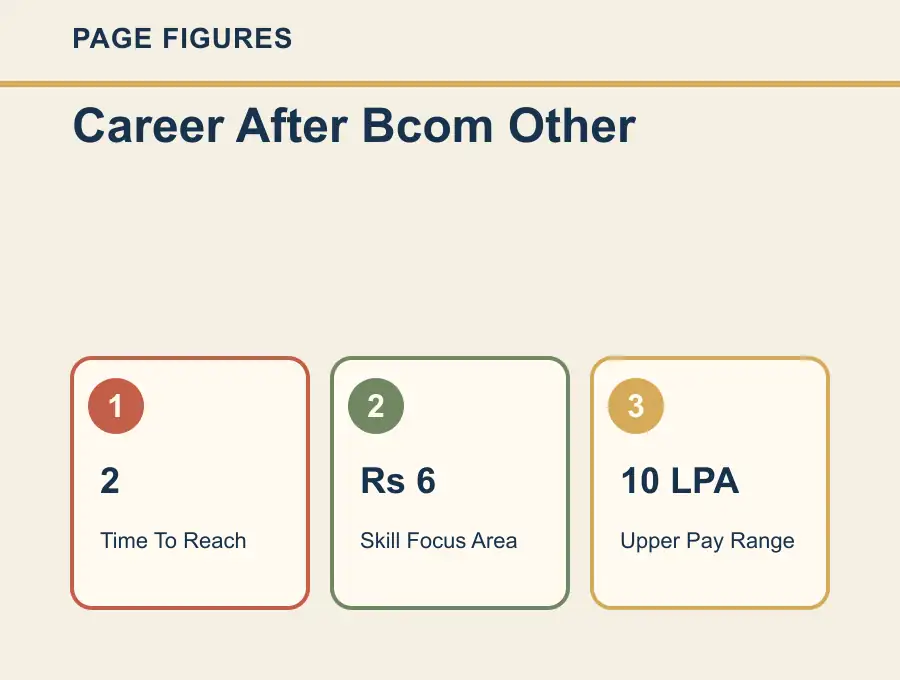 PAGE FIGURES
Career After Bcom Other
1
2
Time To Reach
2
Rs 6
Skill Focus Area
3
10 LPA
Upper Pay Range